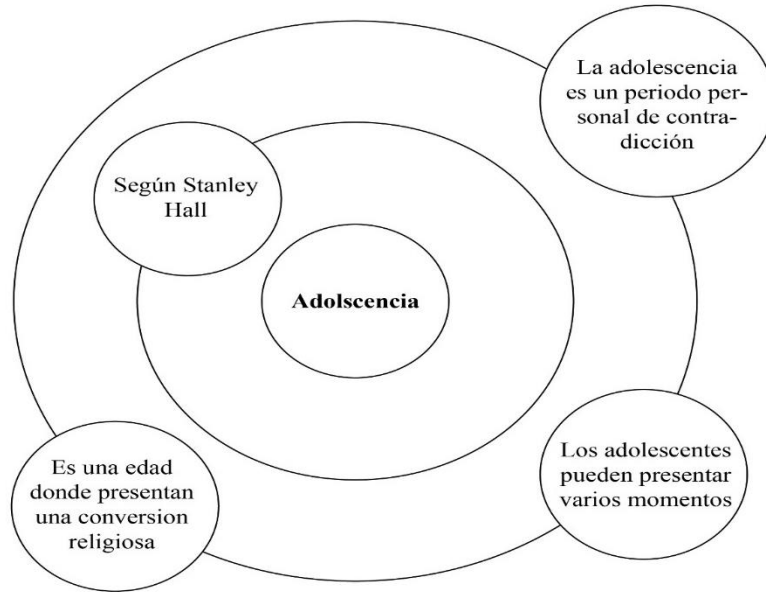 La adolescencia
es un periodo per-
sonal de contra-
dicción
Según Stanley
Hall
Adolscencia
Los adolescentes
pueden presentar
varios momentos
Es una edad
donde presentan
una conversion
religiosa